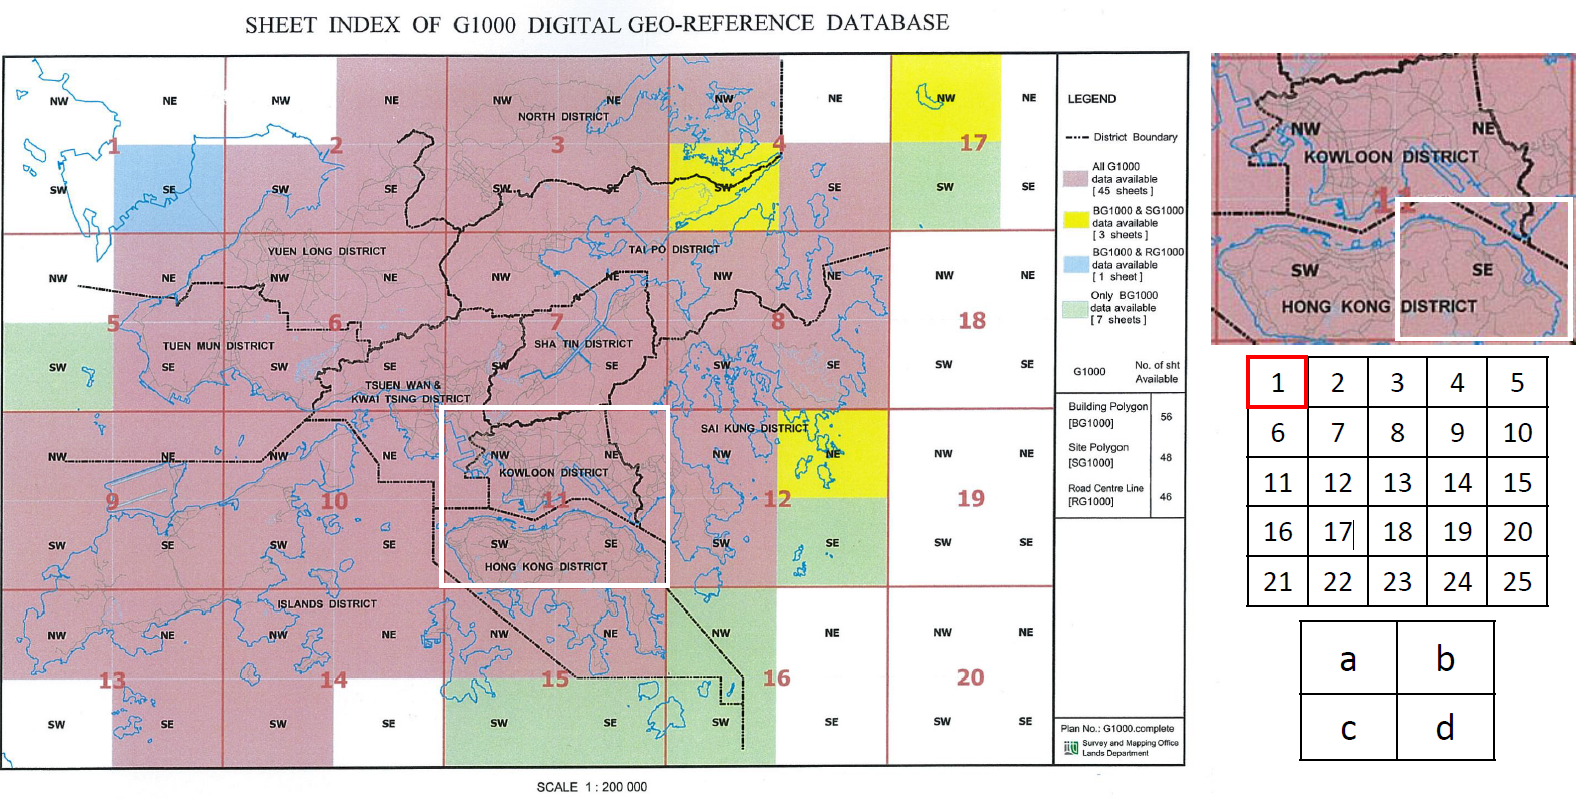 SHEET INDEX OF G1000 DIGITAL GEO-REFERENCE DATABASE
NW NE NW NE NW NE NW NE NW NE
NORTH DISTRICT
1 2 3 4 17
SW SE SW SE SW SE SW SE SW SE
YUEN LONG DISTRICT
TAI PO DISTRICT
NW NE NW NE NW NE NW NE NW NE
5 6 7 8 18
TUEN MUN DISTRICT
SHA TIN DISTRICT
SW SE SW SE SW SE SW SE SW SE
TSUEN WAN &
KWAI TSING DISTRICT
SAI KUNG DISTRICT
NW NE NW NE NW NE NW NE NW NE
KOWLOON DISTRICT
9 10 11 12 19
SW SE SW SE SW SE SW SE SW SE
HONG KONG DISTRICT
ISLANDS DISTRICT
NW NE NW NE NW NE NW NE NW NE
13 14 15 16 20
SW SE SW SE SW SE SW SE SW SE
SCALE 1 : 200 000
LEGEND
District Boundary
All G1000
data available
[ 45 sheets ]
BG1000 & SG1000
data available
[ 3 sheets ]
BG1000 & RG1000
data available
[ 1 sheet ]
Only BG1000
data available
[ 7 sheets ]
G1000 No. of sht
Available
Building Polygon
[BG1000] 56
Site Polygon
[SG1000] 48
Road Centre Line
[RG1000] 46
Plan No.: G1000.complete
Survey and Mapping Office
Lands Department
NW NE
KOWLOON DISTRICT
11
SW SE
HONG KONG DISTRICT
1 2 3 4 5
6 7 8 9 10
11 12 13 14 15
16 17 18 19 20
21 22 23 24 25
a b
c d